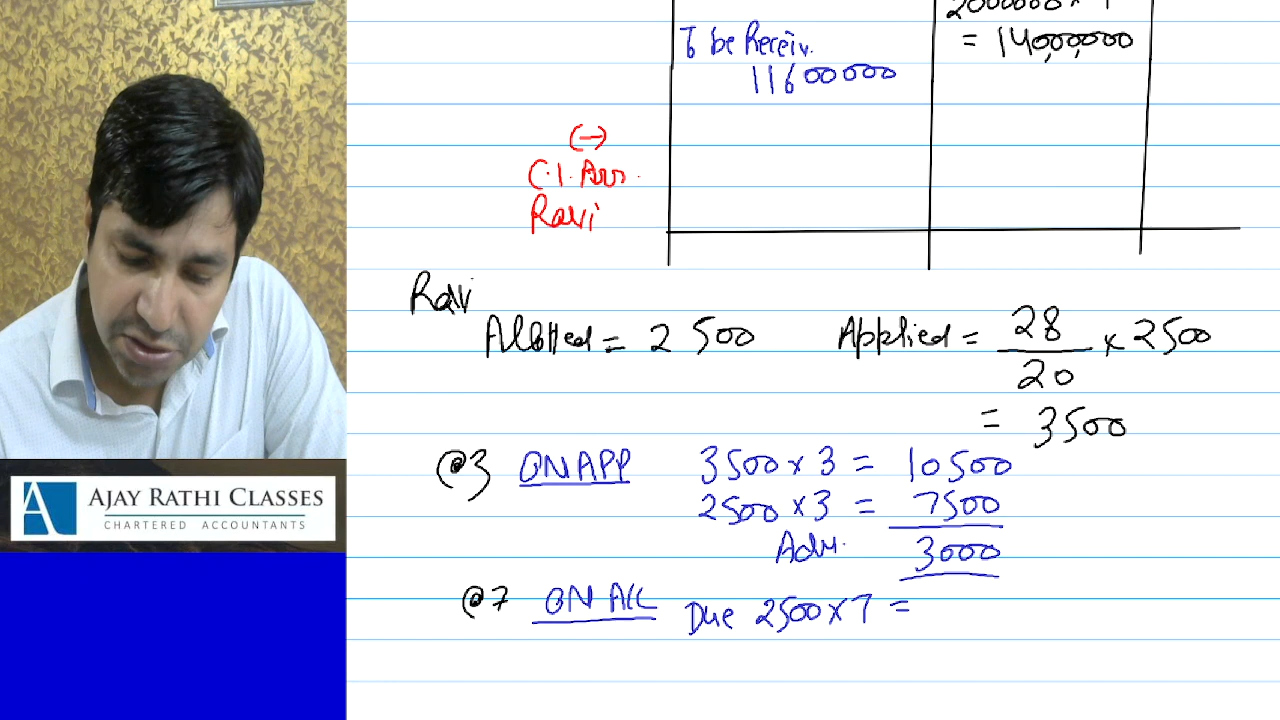 2000000 × 7
To be Receiv.
= 14,000,000
11600000
(-)
C.I. Arr.
Ravi
Ravi
Allotted = 2500 Applied = 28/20 × 2500
= 3500
@3 ON APP 3500 × 3 = 10500
2500 × 3 = 7500
Adv. 3000
@7 ON ALL Due 2500 × 7 =
AJAY RATHI CLASSES
CHARTERED ACCOUNTANTS